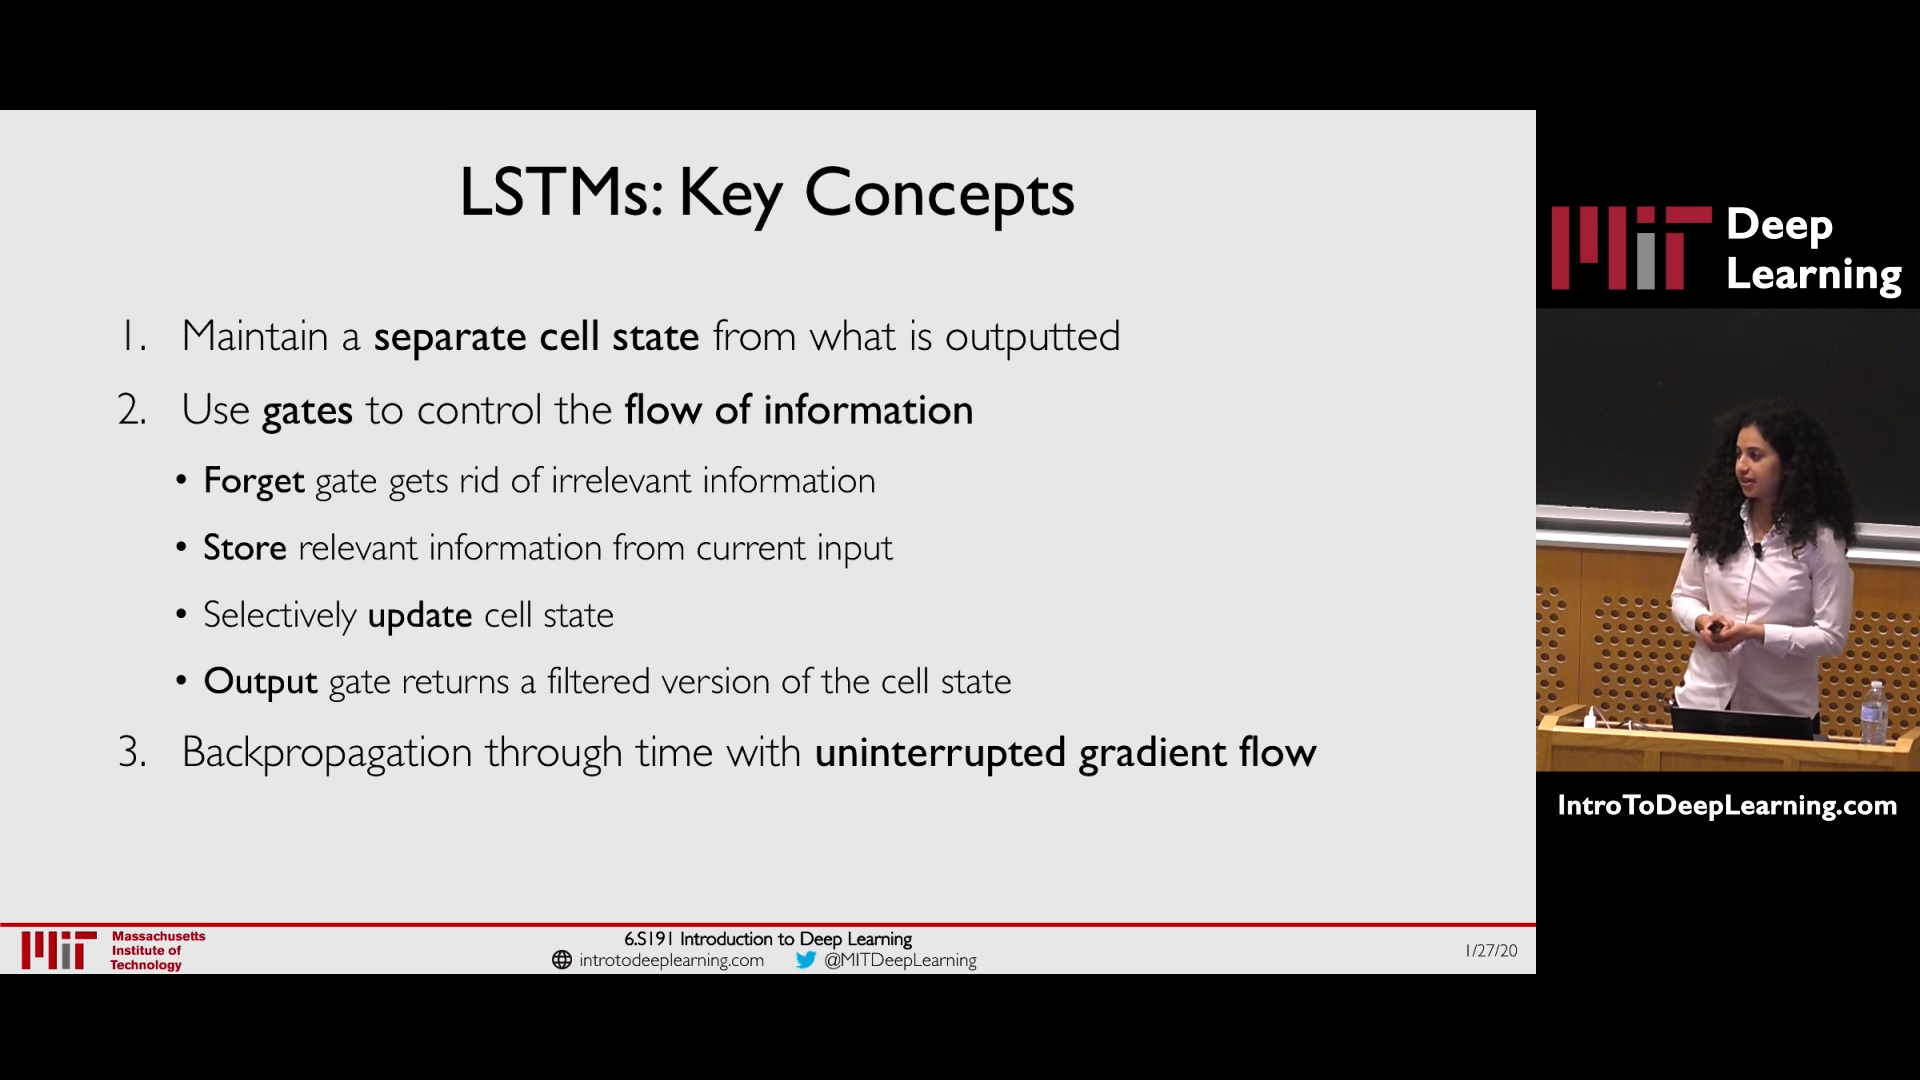 LSTMs: Key Concepts
1. Maintain a separate cell state from what is outputted
2. Use gates to control the flow of information
• Forget gate gets rid of irrelevant information
• Store relevant information from current input
• Selectively update cell state
• Output gate returns a filtered version of the cell state
3. Backpropagation through time with uninterrupted gradient flow
MIT
Massachusetts
Institute of
Technology
6.S191 Introduction to Deep Learning
introtodeeplearning.com @MITDeepLearning
1/27/20
MIT
Deep
Learning
IntroToDeepLearning.com